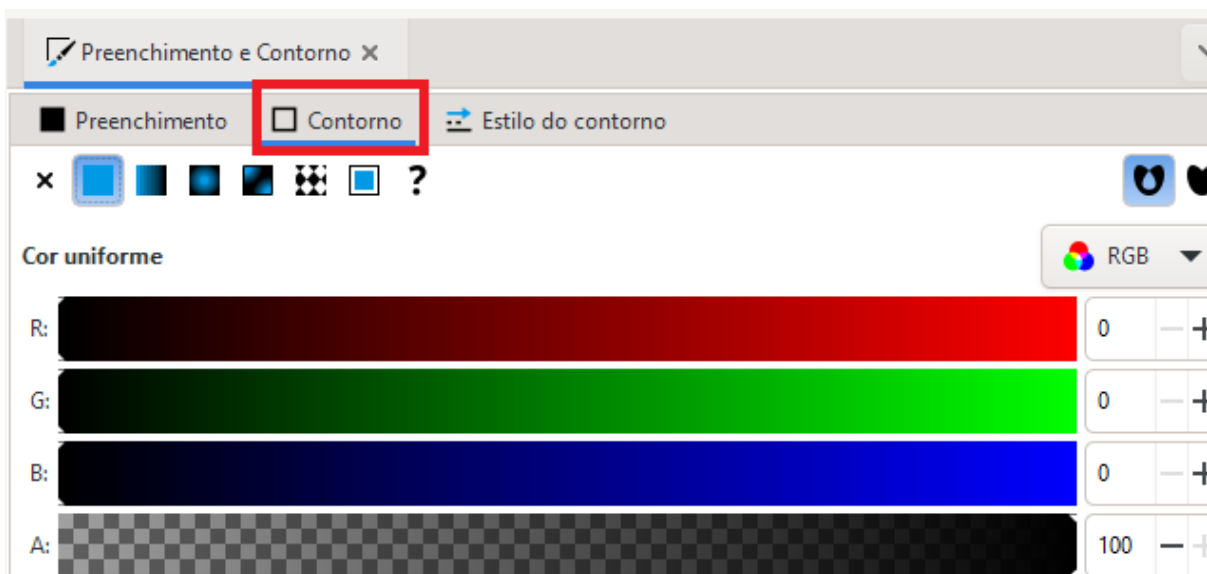 Preenchimento e Contorno ×
Preenchimento Contorno Estilo do contorno
× ?
Cor uniforme RGB
R: 0 — +
G: 0 — +
B: 0 — +
A: 100 — +